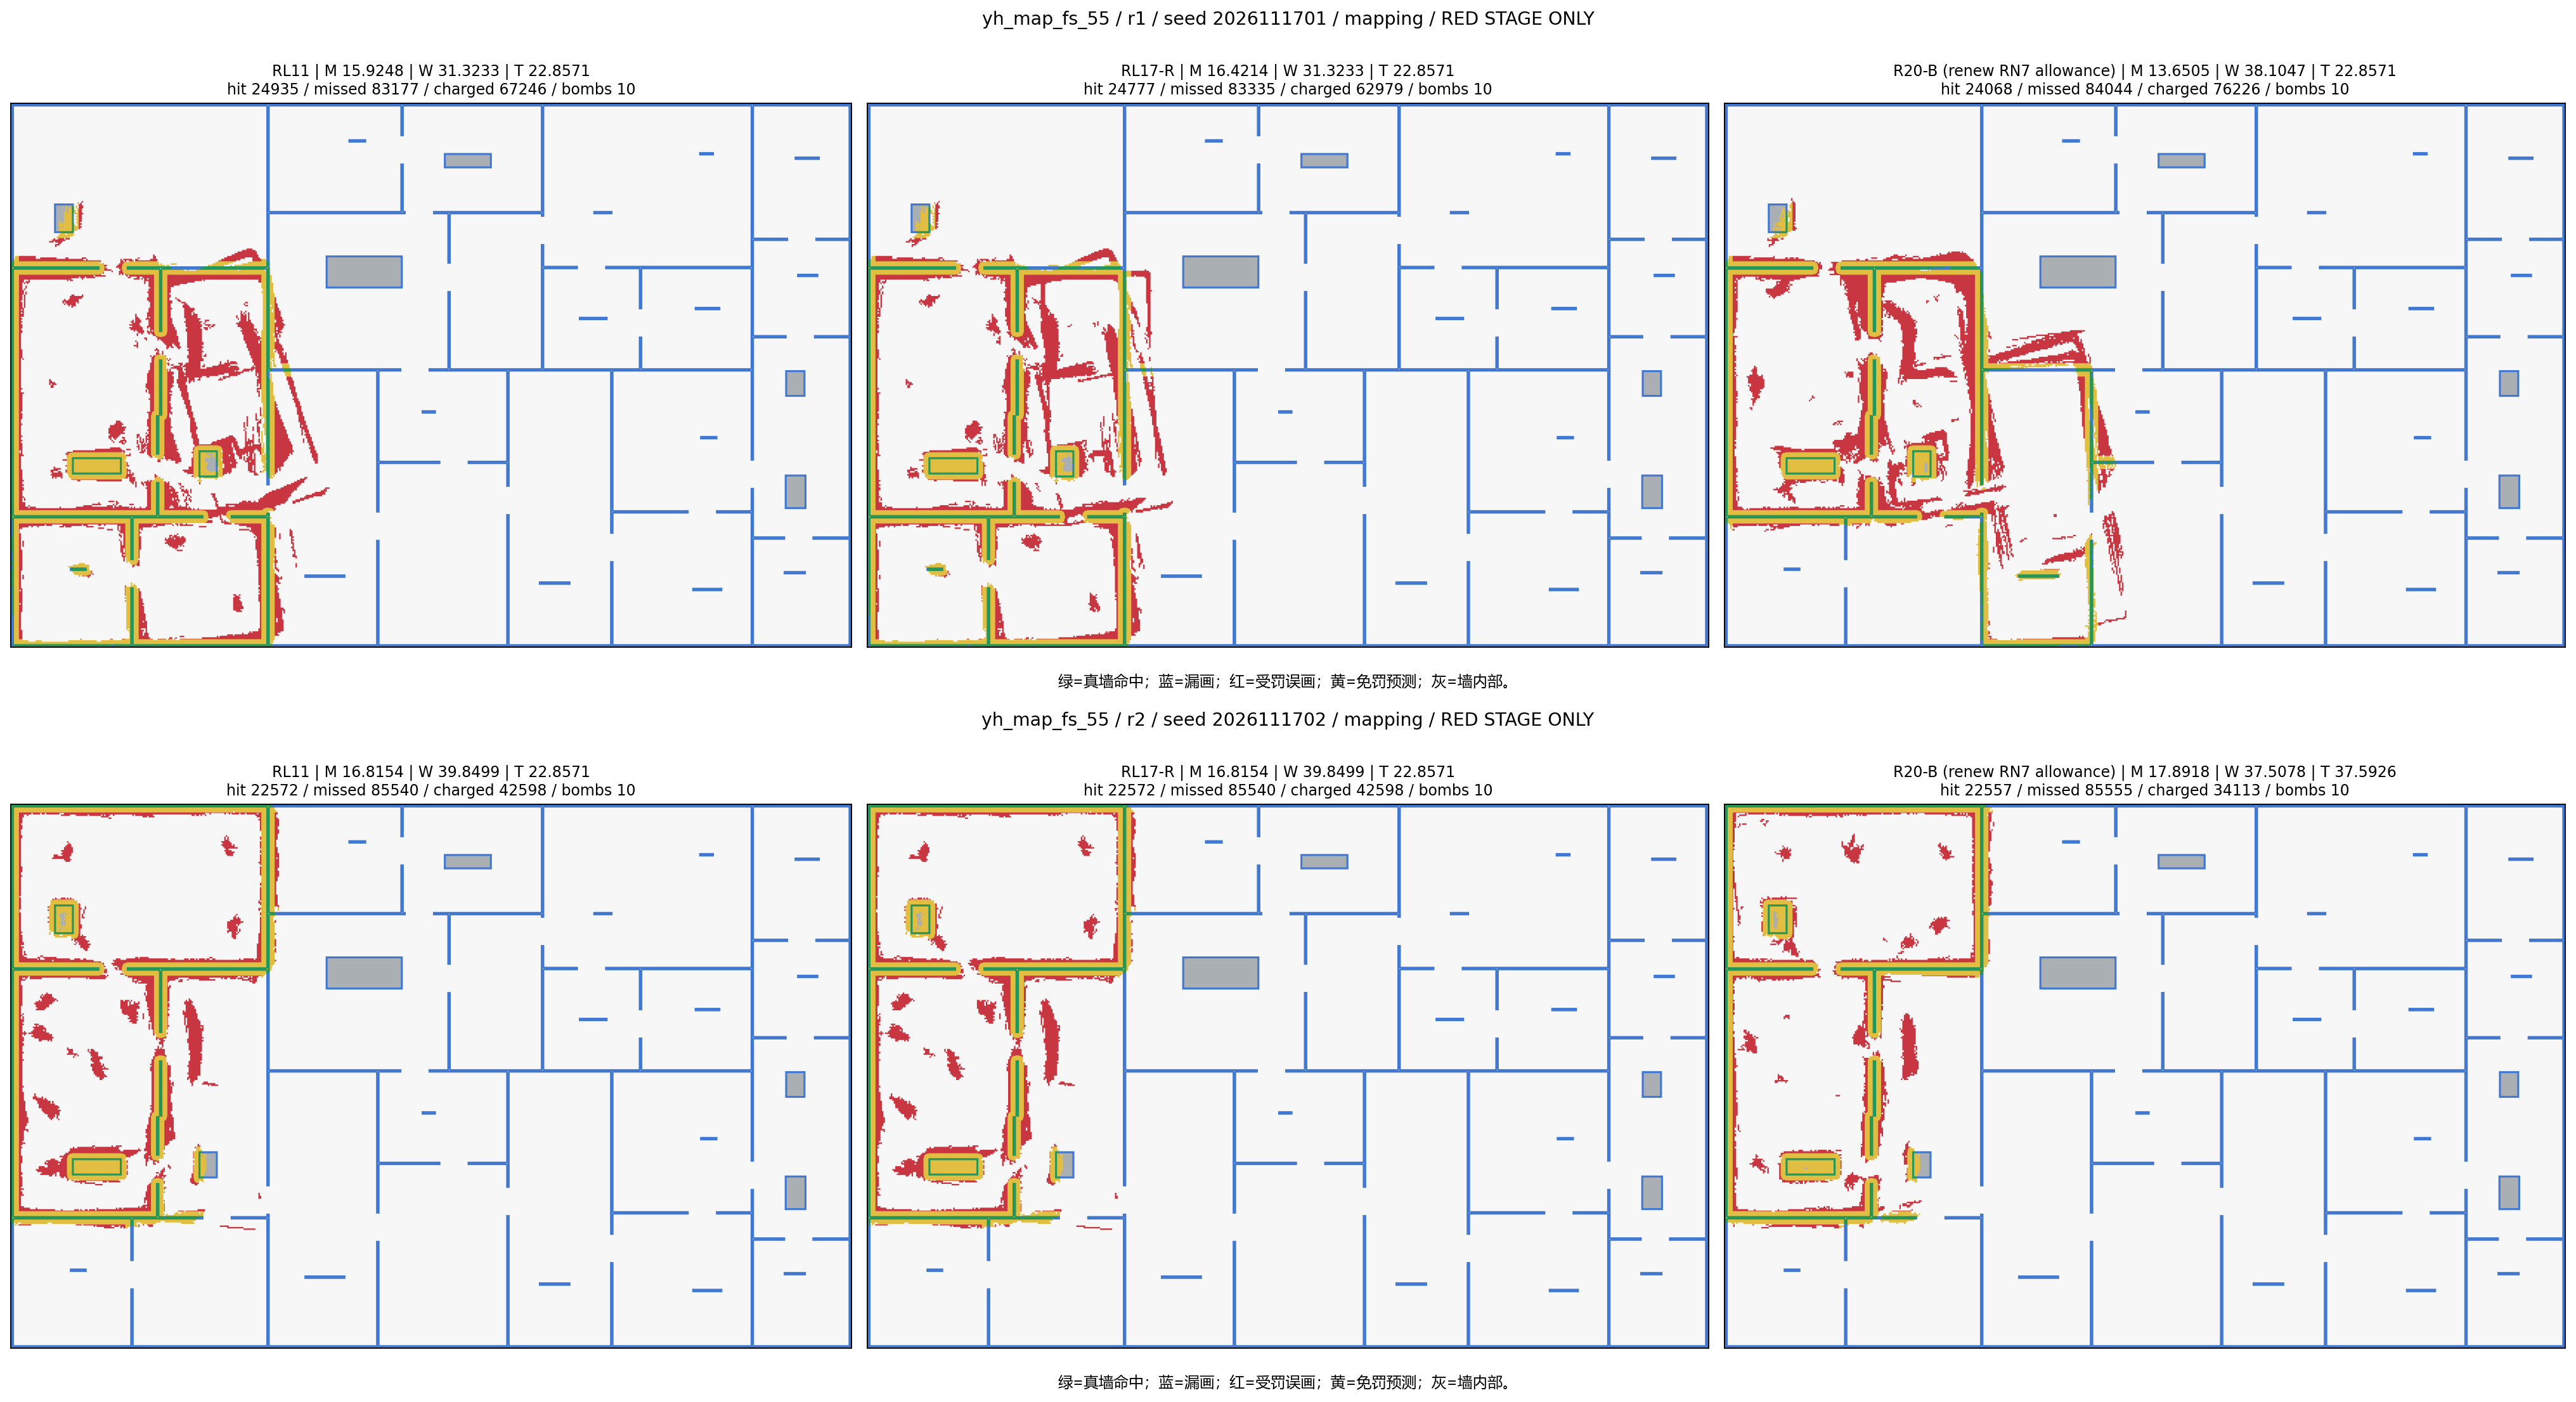 yh_map_fs_55 / r1 / seed 2026111701 / mapping / RED STAGE ONLY
RL11 | M 15.9248 | W 31.3233 | T 22.8571
hit 24935 / missed 83177 / charged 67246 / bombs 10
RL17-R | M 16.4214 | W 31.3233 | T 22.8571
hit 24777 / missed 83335 / charged 62979 / bombs 10
R20-B (renew RN7 allowance) | M 13.6505 | W 38.1047 | T 22.8571
hit 24068 / missed 84044 / charged 76226 / bombs 10
绿=真墙命中；蓝=漏画；红=受罚误画；黄=免罚预测；灰=墙内部。
yh_map_fs_55 / r2 / seed 2026111702 / mapping / RED STAGE ONLY
RL11 | M 16.8154 | W 39.8499 | T 22.8571
hit 22572 / missed 85540 / charged 42598 / bombs 10
RL17-R | M 16.8154 | W 39.8499 | T 22.8571
hit 22572 / missed 85540 / charged 42598 / bombs 10
R20-B (renew RN7 allowance) | M 17.8918 | W 37.5078 | T 37.5926
hit 22557 / missed 85555 / charged 34113 / bombs 10
绿=真墙命中；蓝=漏画；红=受罚误画；黄=免罚预测；灰=墙内部。